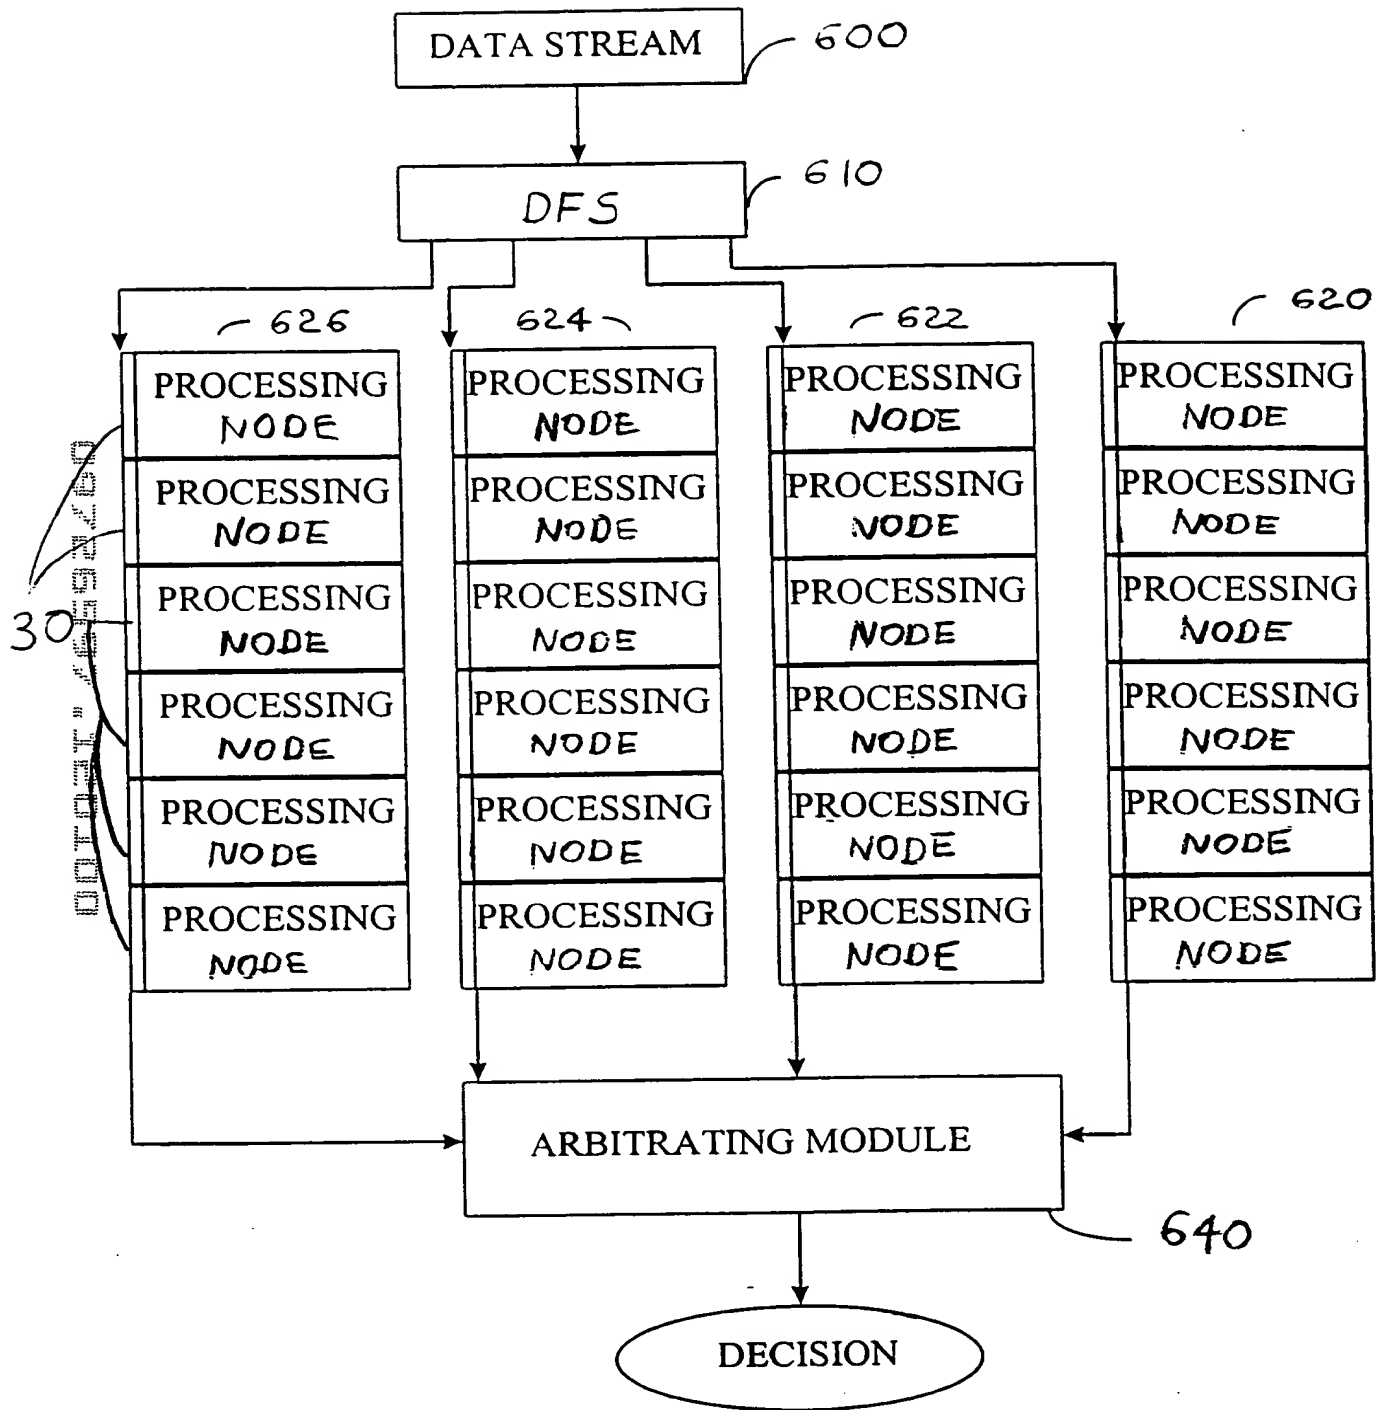 DATA STREAM
600
DFS
610
626
624
622
620
PROCESSING NODE
PROCESSING NODE
PROCESSING NODE
PROCESSING NODE
PROCESSING NODE
PROCESSING NODE
PROCESSING NODE
PROCESSING NODE
PROCESSING NODE
PROCESSING NODE
PROCESSING NODE
PROCESSING NODE
30
PROCESSING NODE
PROCESSING NODE
PROCESSING NODE
PROCESSING NODE
PROCESSING NODE
PROCESSING NODE
PROCESSING NODE
PROCESSING NODE
PROCESSING NODE
PROCESSING NODE
PROCESSING NODE
PROCESSING NODE
ARBITRATING MODULE
640
DECISION